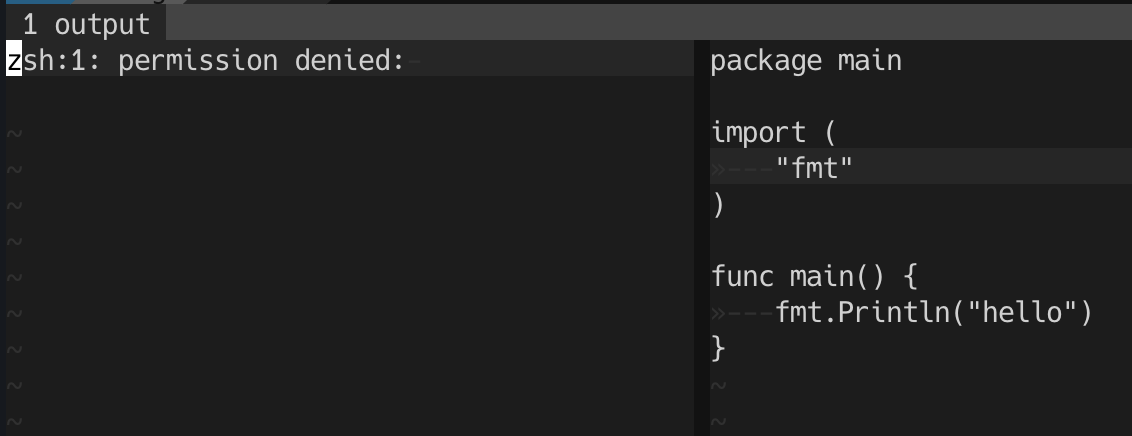 1 output
zsh:1: permission denied:-
~
~
~
~
~
~
~
~
~
package main
import (
»---"fmt"
)
func main() {
»---fmt.Println("hello")
}
~
~